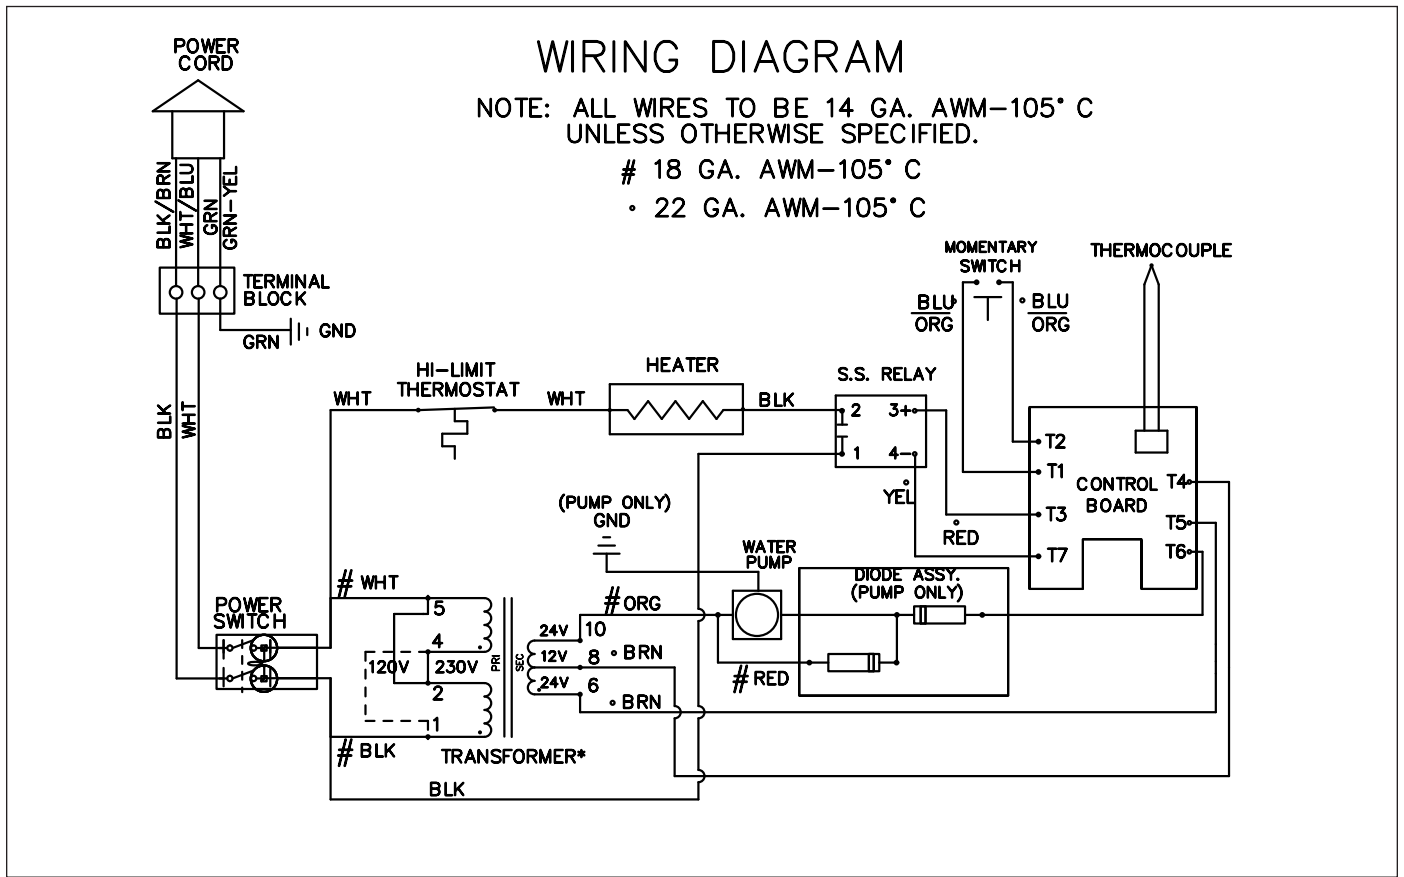 POWER
CORD
WIRING DIAGRAM
NOTE: ALL WIRES TO BE 14 GA. AWM-105° C
UNLESS OTHERWISE SPECIFIED.
# 18 GA. AWM-105° C
° 22 GA. AWM-105° C
BLK/BRN
WHT/BLU
GRN
GRN-YEL
TERMINAL
BLOCK
GRN
GND
BLK
WHT
MOMENTARY
SWITCH
THERMOCOUPLE
BLU°
ORG
° BLU
ORG
WHT
HI-LIMIT
THERMOSTAT
WHT
HEATER
BLK
S.S. RELAY
2
3+
1
4-
YEL
°
RED
°
T2
T1
T3
T7
CONTROL
BOARD
T4
T5
T6
(PUMP ONLY)
GND
WATER
PUMP
DIODE ASSY.
(PUMP ONLY)
POWER
SWITCH
# WHT
5
4
120V
230V
2
1
PRI
SEC
# BLK
TRANSFORMER*
24V
10
12V
8
24V
6
# ORG
° BRN
# RED
° BRN
BLK